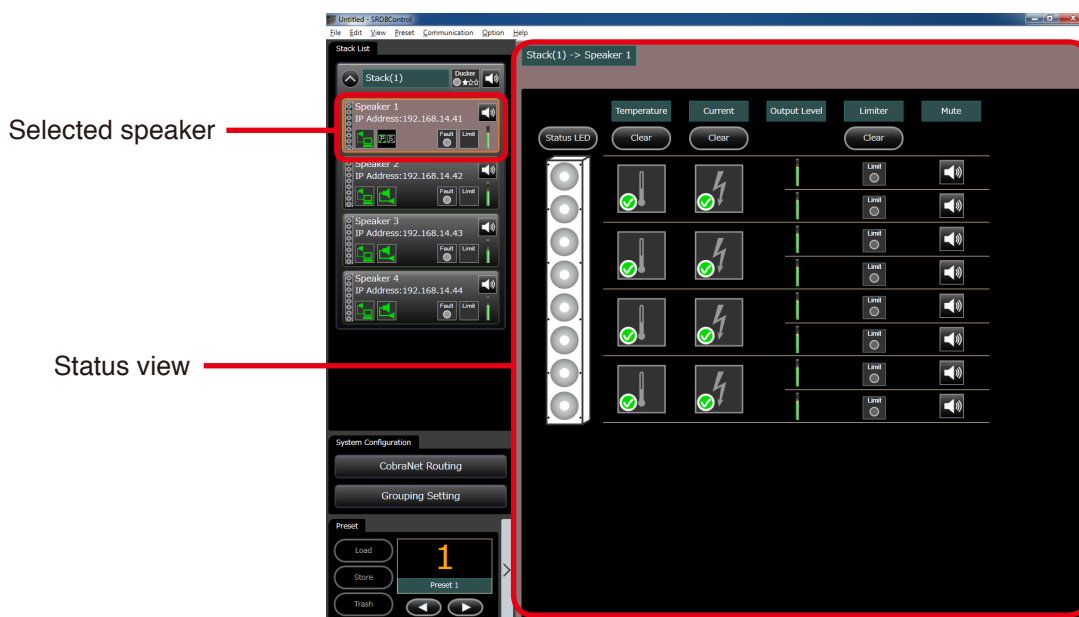 Untitled - SRD8Control
File Edit View Preset Communication Option Help
Stack List
Stack(1)
Ducker
Speaker 1
IP Address:192.168.14.41
P.S.
Fault Limit
Speaker 2
IP Address:192.168.14.42
Fault Limit
Speaker 3
IP Address:192.168.14.43
Fault Limit
Speaker 4
IP Address:192.168.14.44
Fault Limit
System Configuration
CobraNet Routing
Grouping Setting
Preset
Load
Store
Trash
1
Preset 1
>
Stack(1) -> Speaker 1
Temperature Current Output Level Limiter Mute
Status LED Clear Clear Clear
Limit
Limit
Limit
Limit
Limit
Limit
Limit
Limit
Selected speaker
Status view